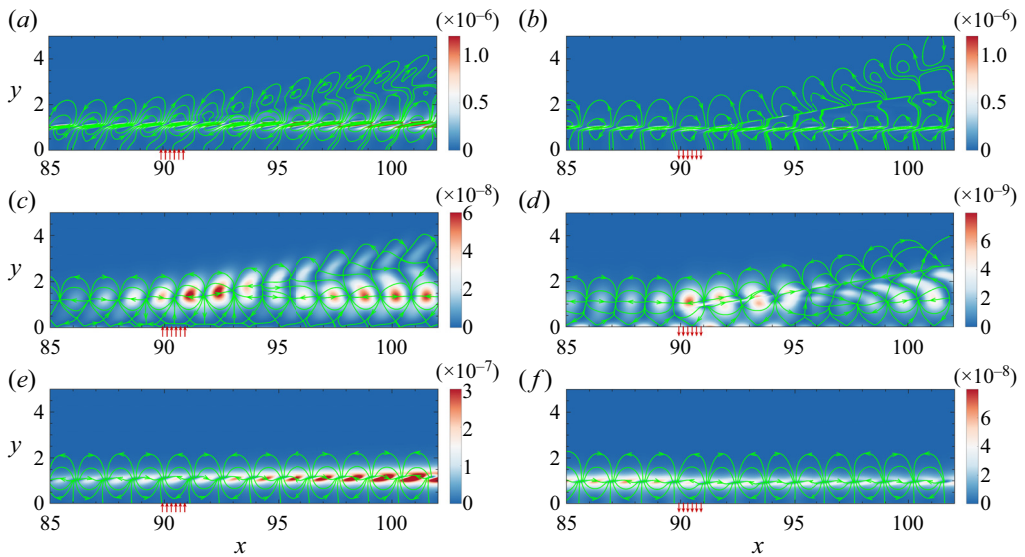 (a) (×10⁻⁶) (b) (×10⁻⁶)
4 1.0 4 1.0
y 2 0.5 2 0.5
0 0 0 0
85 90 95 100 85 90 95 100
(c) (×10⁻⁸) (d) (×10⁻⁹)
6
4 4 4 6
y 2 2 2 4
2
0 0 0 0
85 90 95 100 85 90 95 100
(e) (×10⁻⁷) (f) (×10⁻⁸)
3
4 2 4 6
y 2 1 2 4
2
0 0 0 0
85 90 95 100 85 90 95 100
x x